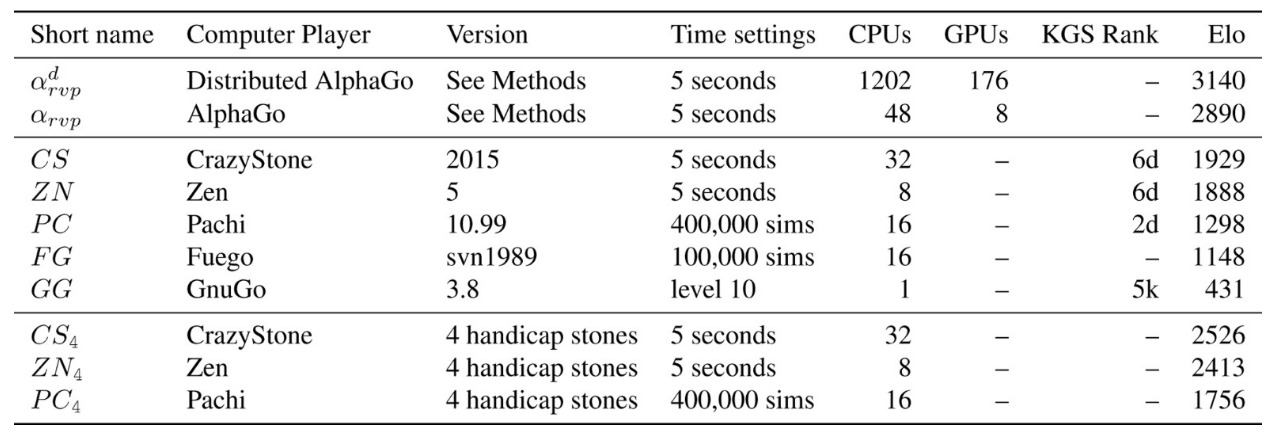 Short name Computer Player Version Time settings CPUs GPUs KGS Rank Elo
α^d_rvp Distributed AlphaGo See Methods 5 seconds 1202 176 – 3140
α_rvp AlphaGo See Methods 5 seconds 48 8 – 2890
CS CrazyStone 2015 5 seconds 32 – 6d 1929
ZN Zen 5 5 seconds 8 – 6d 1888
PC Pachi 10.99 400,000 sims 16 – 2d 1298
FG Fuego svn1989 100,000 sims 16 – – 1148
GG GnuGo 3.8 level 10 1 – 5k 431
CS_4 CrazyStone 4 handicap stones 5 seconds 32 – – 2526
ZN_4 Zen 4 handicap stones 5 seconds 8 – – 2413
PC_4 Pachi 4 handicap stones 400,000 sims 16 – – 1756